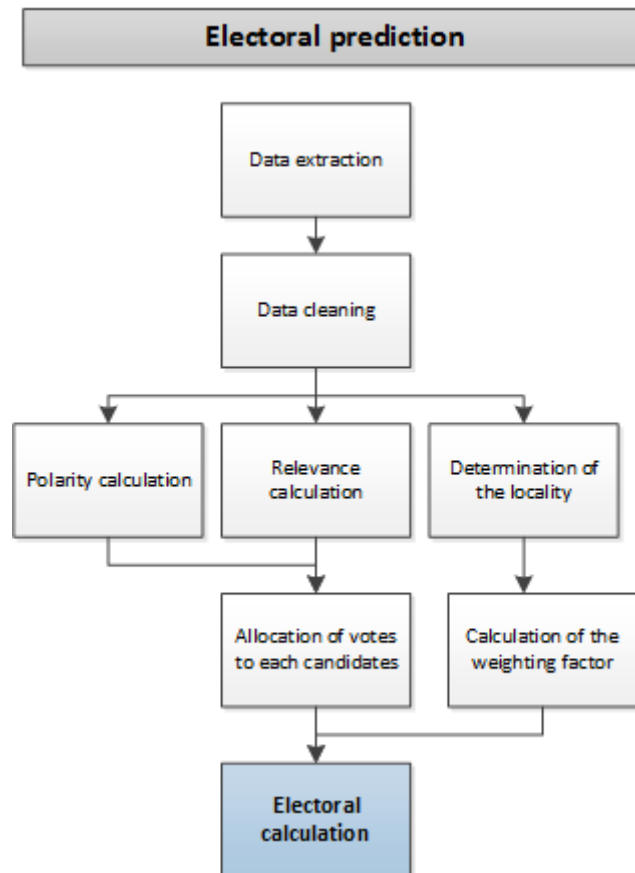 Electoral prediction
Data extraction
Data cleaning
Polarity calculation
Relevance
calculation
Determination of
the locality
Allocation of votes
to each candidates
Calculation of the
weighting factor
Electoral
calculation